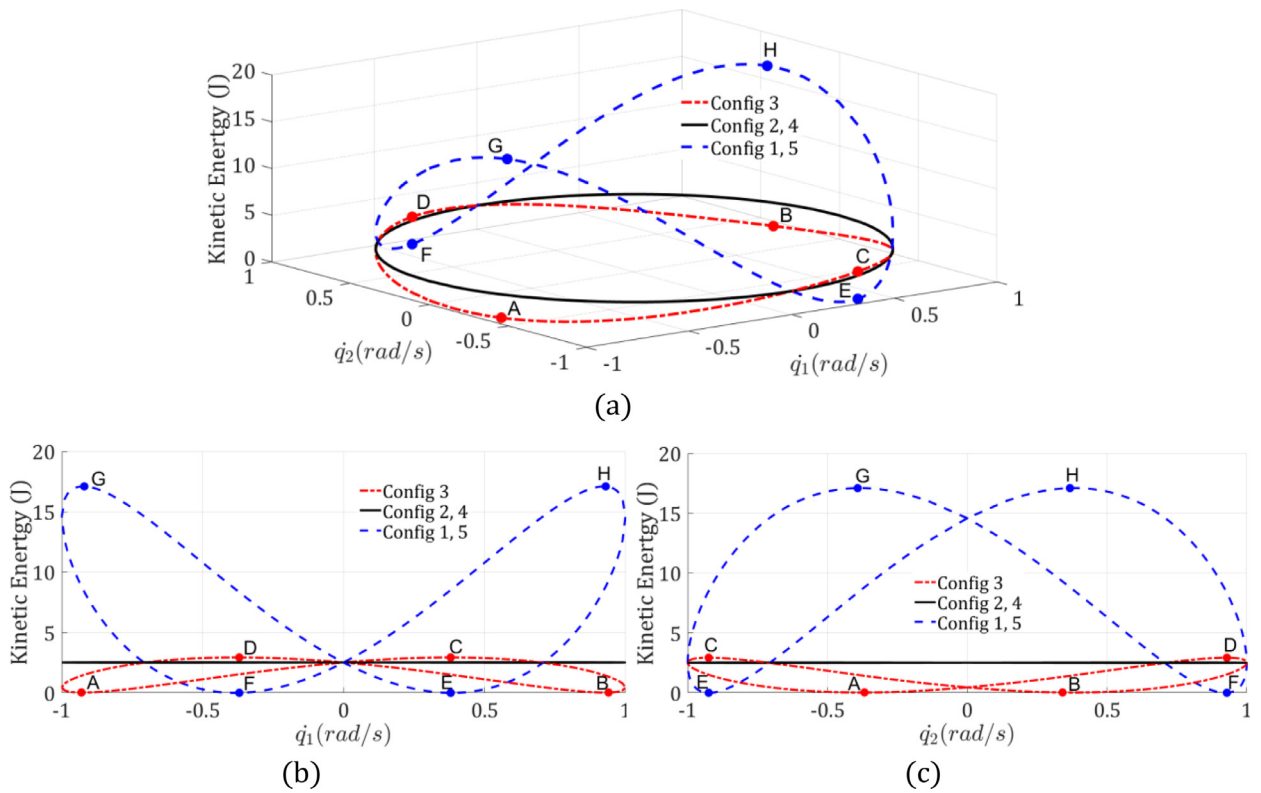 20
15
10
5
0
Kinetic Enertgy (J)
H
G
D
F
B
C
E
A
Config 3
Config 2, 4
Config 1, 5
1
0.5
0
-0.5
-1
q̇₂(rad/s)
-1
-0.5
0
0.5
1
q̇₁(rad/s)
(a)
20
15
10
5
0
Kinetic Enertgy (J)
G
H
Config 3
Config 2, 4
Config 1, 5
D
C
A
F
E
B
-1
-0.5
0
0.5
1
q̇₁(rad/s)
(b)
20
15
10
5
0
Kinetic Enertgy (J)
G
H
Config 3
Config 2, 4
Config 1, 5
C
D
E
A
B
F
-1
-0.5
0
0.5
1
q̇₂(rad/s)
(c)